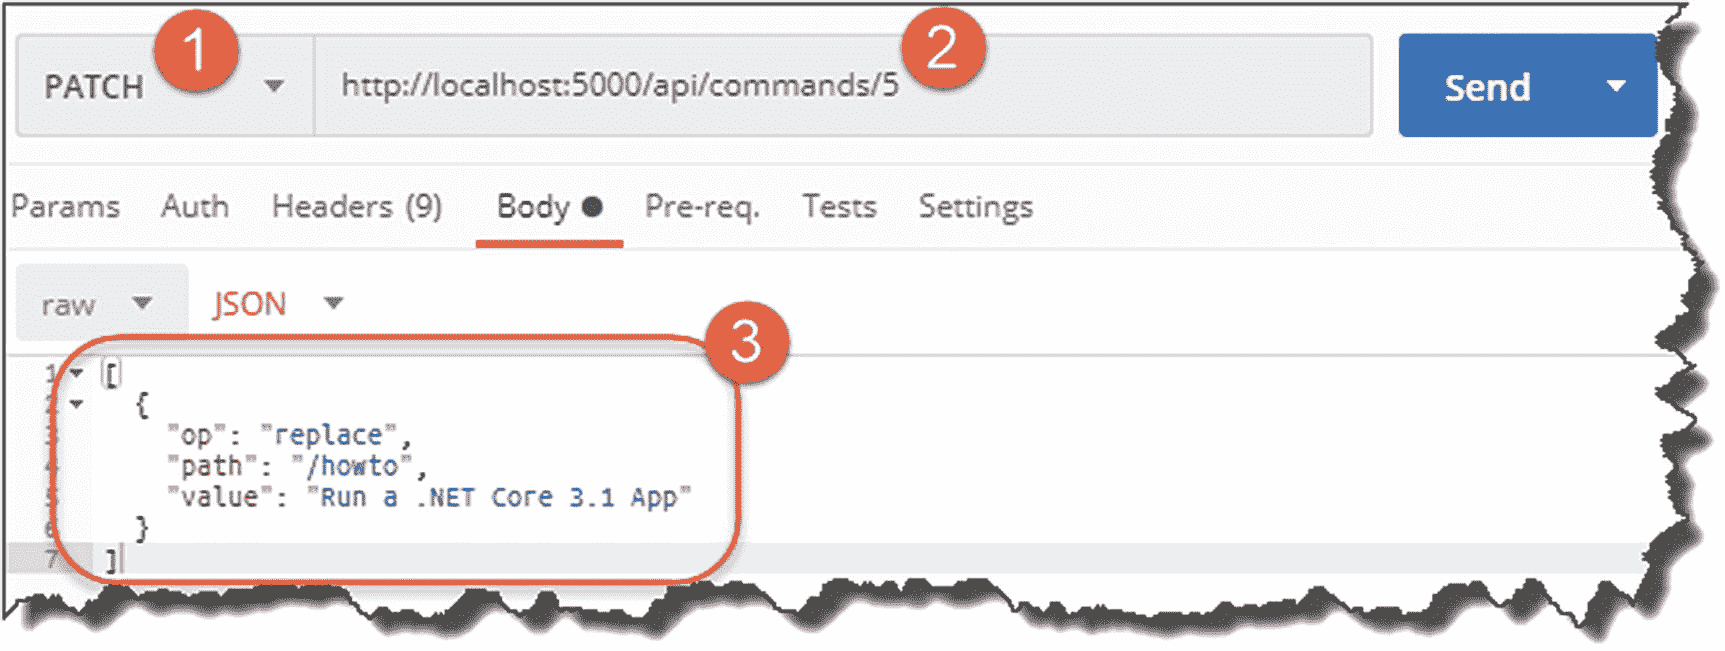 1 2
PATCH http://localhost:5000/api/commands/5 Send
Params Auth Headers (9) Body Pre-req. Tests Settings
raw JSON
3
1 [
2 {
3 "op": "replace",
4 "path": "/howto",
5 "value": "Run a .NET Core 3.1 App"
6 }
7 ]